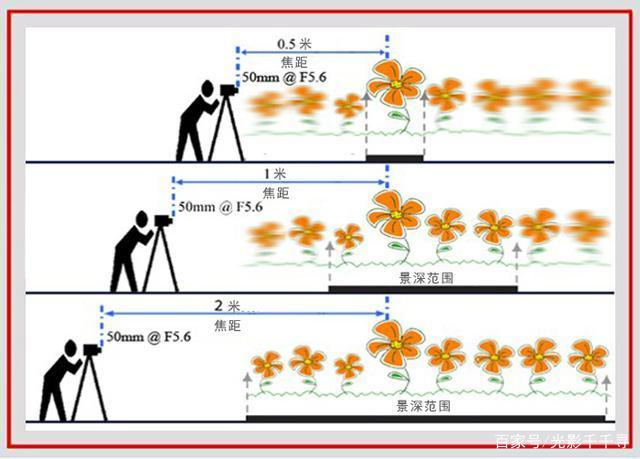 0.5 米
焦距
50mm @ F5.6
1 米
焦距
50mm @ F5.6
景深范围
2 米
焦距
50mm @ F5.6
景深范围
百家号/光影千千寻